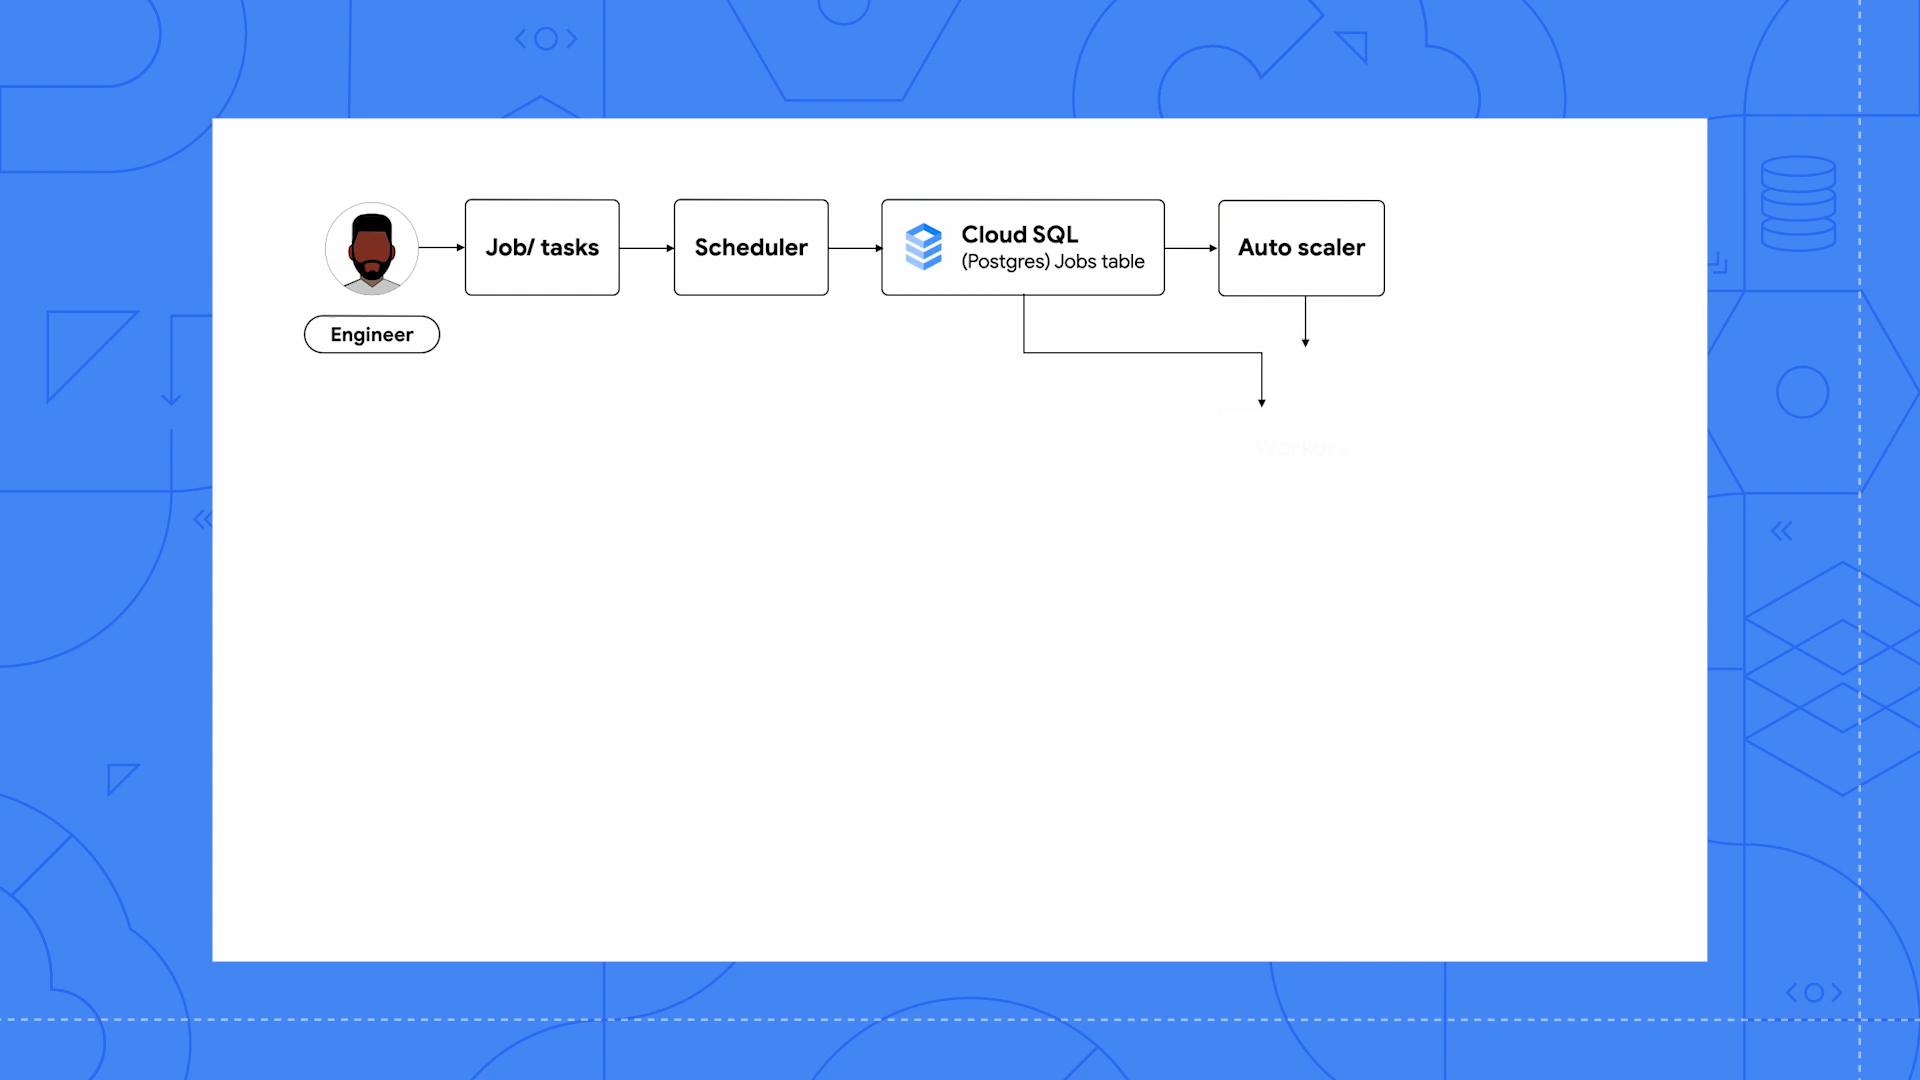 Job/ tasks
Scheduler
Cloud SQL
(Postgres) Jobs table
Auto scaler
Engineer